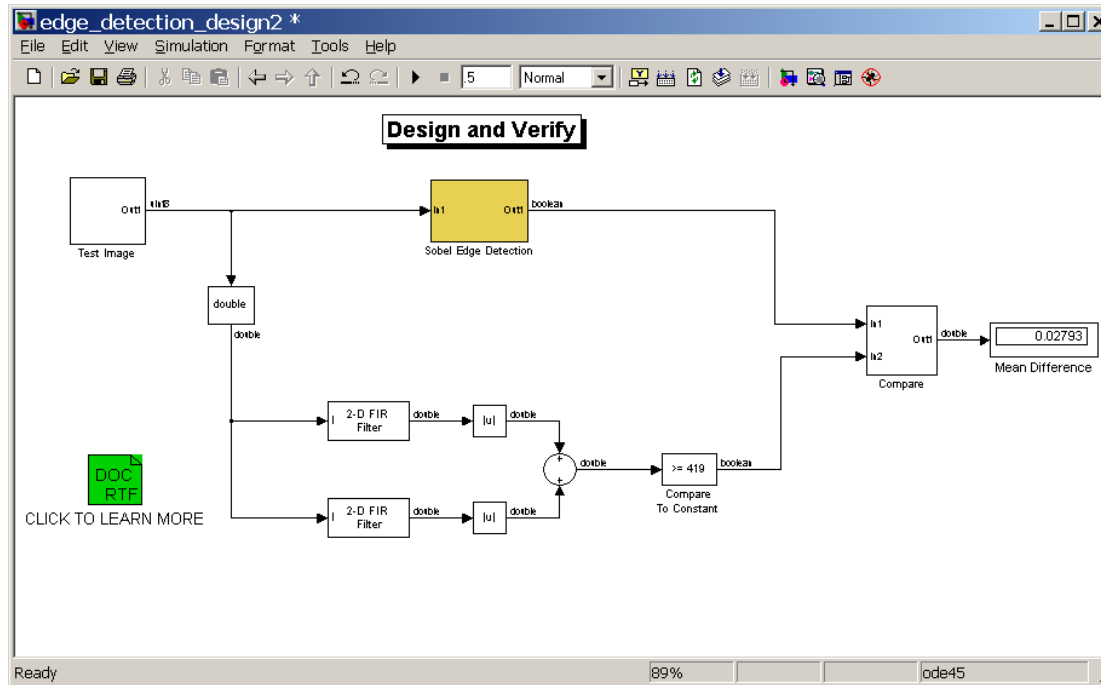 edge_detection_design2 *
File Edit View Simulation Format Tools Help
.5 Normal
Design and Verify
Out1 uint8
Test Image
In1 Out1 boolean
Sobel Edge Detection
double
double
In1
In2
Out1 double
Compare
0.02793
Mean Difference
I 2-D FIR Filter double |u| double
+
+
double
>= 419 boolean
Compare
To Constant
I 2-D FIR Filter double |u| double
DOC
RTF
CLICK TO LEARN MORE
Ready 89% ode45